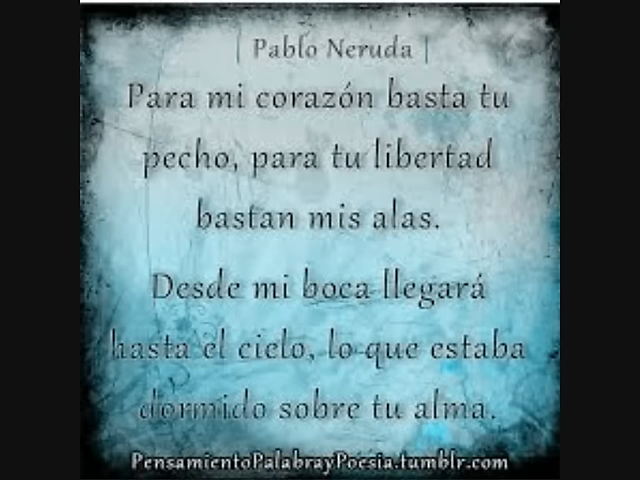 | Pablo Neruda |
Para mi corazón basta tu
pecho, para tu libertad
bastan mis alas.
Desde mi boca llegará
hasta el cielo, lo que estaba
dormido sobre tu alma.
PensamientoPalabrayPoesia.tumblr.com